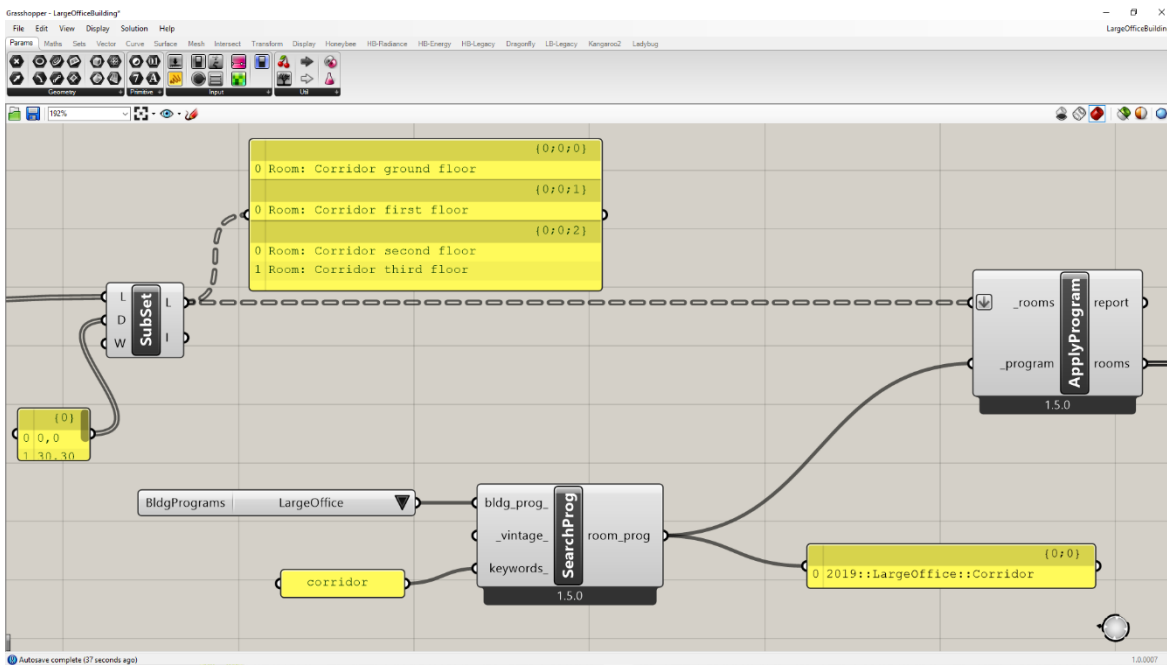 Grasshopper - LargeOfficeBuilding*
File Edit View Display Solution Help
LargeOfficeBuildin
Params Maths Sets Vector Curve Surface Mesh Intersect Transform Display Honeybee HB-Radiance HB-Energy HB-Legacy Dragonfly LB-Legacy Kangaroo2 Ladybug
Geometry + Primitive + Input + Util +
192%
{0;0;0}
0 Room: Corridor ground floor
{0;0;1}
0 Room: Corridor first floor
{0;0;2}
0 Room: Corridor second floor
1 Room: Corridor third floor
L
D
W
SubSet
L
I
_rooms
_program
ApplyProgram
report
rooms
1.5.0
{0}
0 0,0
1 30,30
BldgPrograms LargeOffice
bldg_prog_
_vintage_
keywords_
SearchProg
room_prog
1.5.0
corridor
{0;0}
0 2019::LargeOffice::Corridor
Autosave complete (37 seconds ago)
1.0.0007